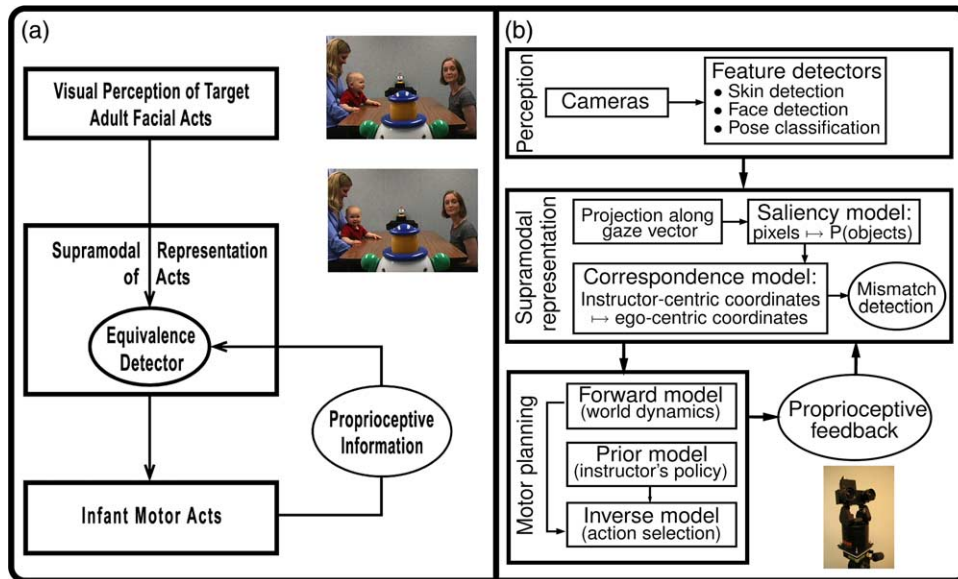 (a)
Visual Perception of Target
Adult Facial Acts
Supramodal Representation
of Acts
Equivalence
Detector
Proprioceptive
Information
Infant Motor Acts
(b)
Perception
Cameras
Feature detectors
● Skin detection
● Face detection
● Pose classification
Supramodal
representation
Projection along
gaze vector
Saliency model:
pixels ↦ P(objects)
Correspondence model:
Instructor-centric coordinates
↦ ego-centric coordinates
Mismatch
detection
Motor planning
Forward model
(world dynamics)
Prior model
(instructor's policy)
Inverse model
(action selection)
Proprioceptive
feedback